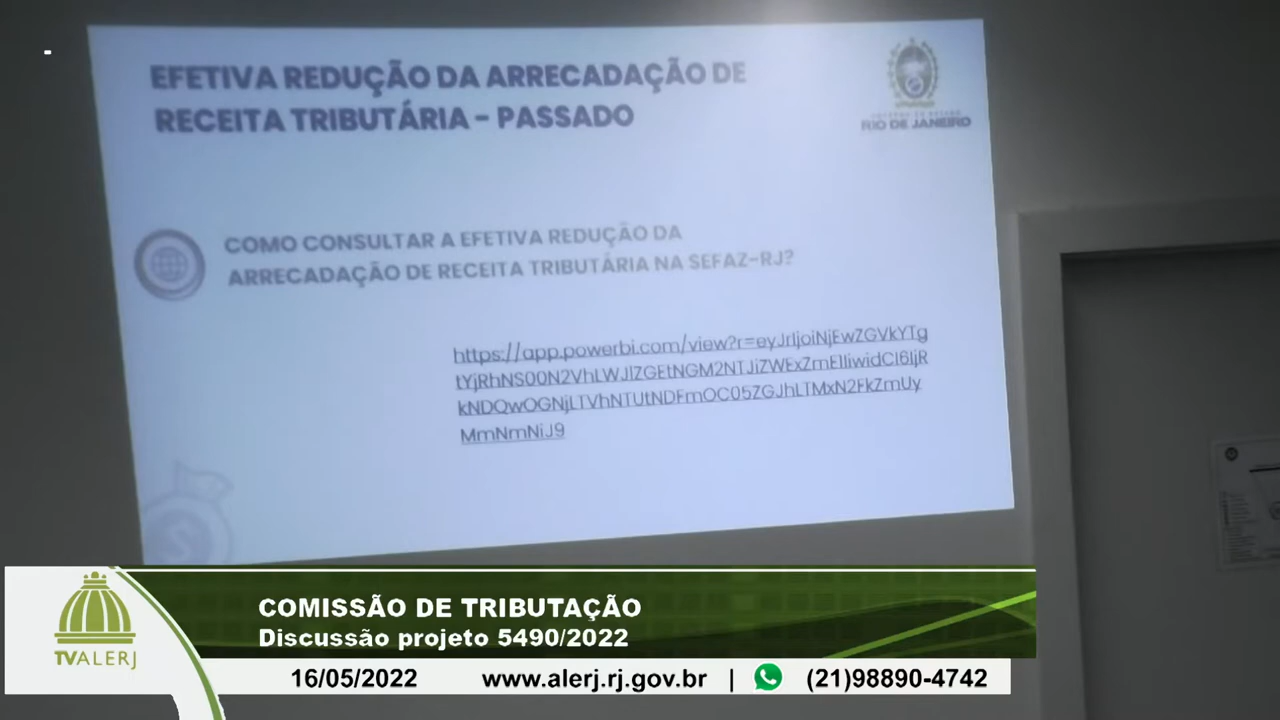 EFETIVA REDUÇÃO DA ARRECADAÇÃO DE
RECEITA TRIBUTÁRIA - PASSADO
RIO DE JANEIRO
COMO CONSULTAR A EFETIVA REDUÇÃO DA
ARRECADAÇÃO DE RECEITA TRIBUTÁRIA NA SEFAZ-RJ?
https://app.powerbi.com/view?r=eyJrIjoiNjEwZGVkYTg
tYjRhNS00N2VhLWJlZGEtNGM2NTJiZWExZmE1IiwidCI6IjR
kNDQwOGNjLTVhNTUtNDFmOC05ZGJhLTMxN2FkZmUy
MmNmNiJ9
COMISSÃO DE TRIBUTAÇÃO
Discussão projeto 5490/2022
TVALERJ
16/05/2022 www.alerj.rj.gov.br | (21)98890-4742